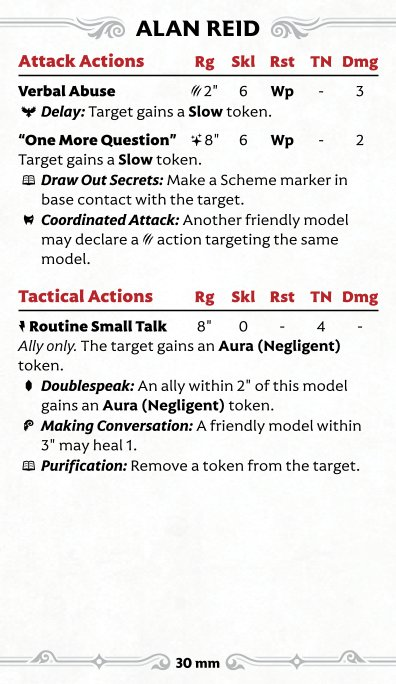 ALAN REID
Attack Actions Rg Skl Rst TN Dmg
Verbal Abuse 2" 6 Wp - 3
Delay: Target gains a Slow token.
“One More Question” 8" 6 Wp - 2
Target gains a Slow token.
Draw Out Secrets: Make a Scheme marker in
base contact with the target.
Coordinated Attack: Another friendly model
may declare a action targeting the same
model.
Tactical Actions Rg Skl Rst TN Dmg
Routine Small Talk 8" 0 - 4 -
Ally only. The target gains an Aura (Negligent)
token.
Doublespeak: An ally within 2" of this model
gains an Aura (Negligent) token.
Making Conversation: A friendly model within
3" may heal 1.
Purification: Remove a token from the target.
30 mm